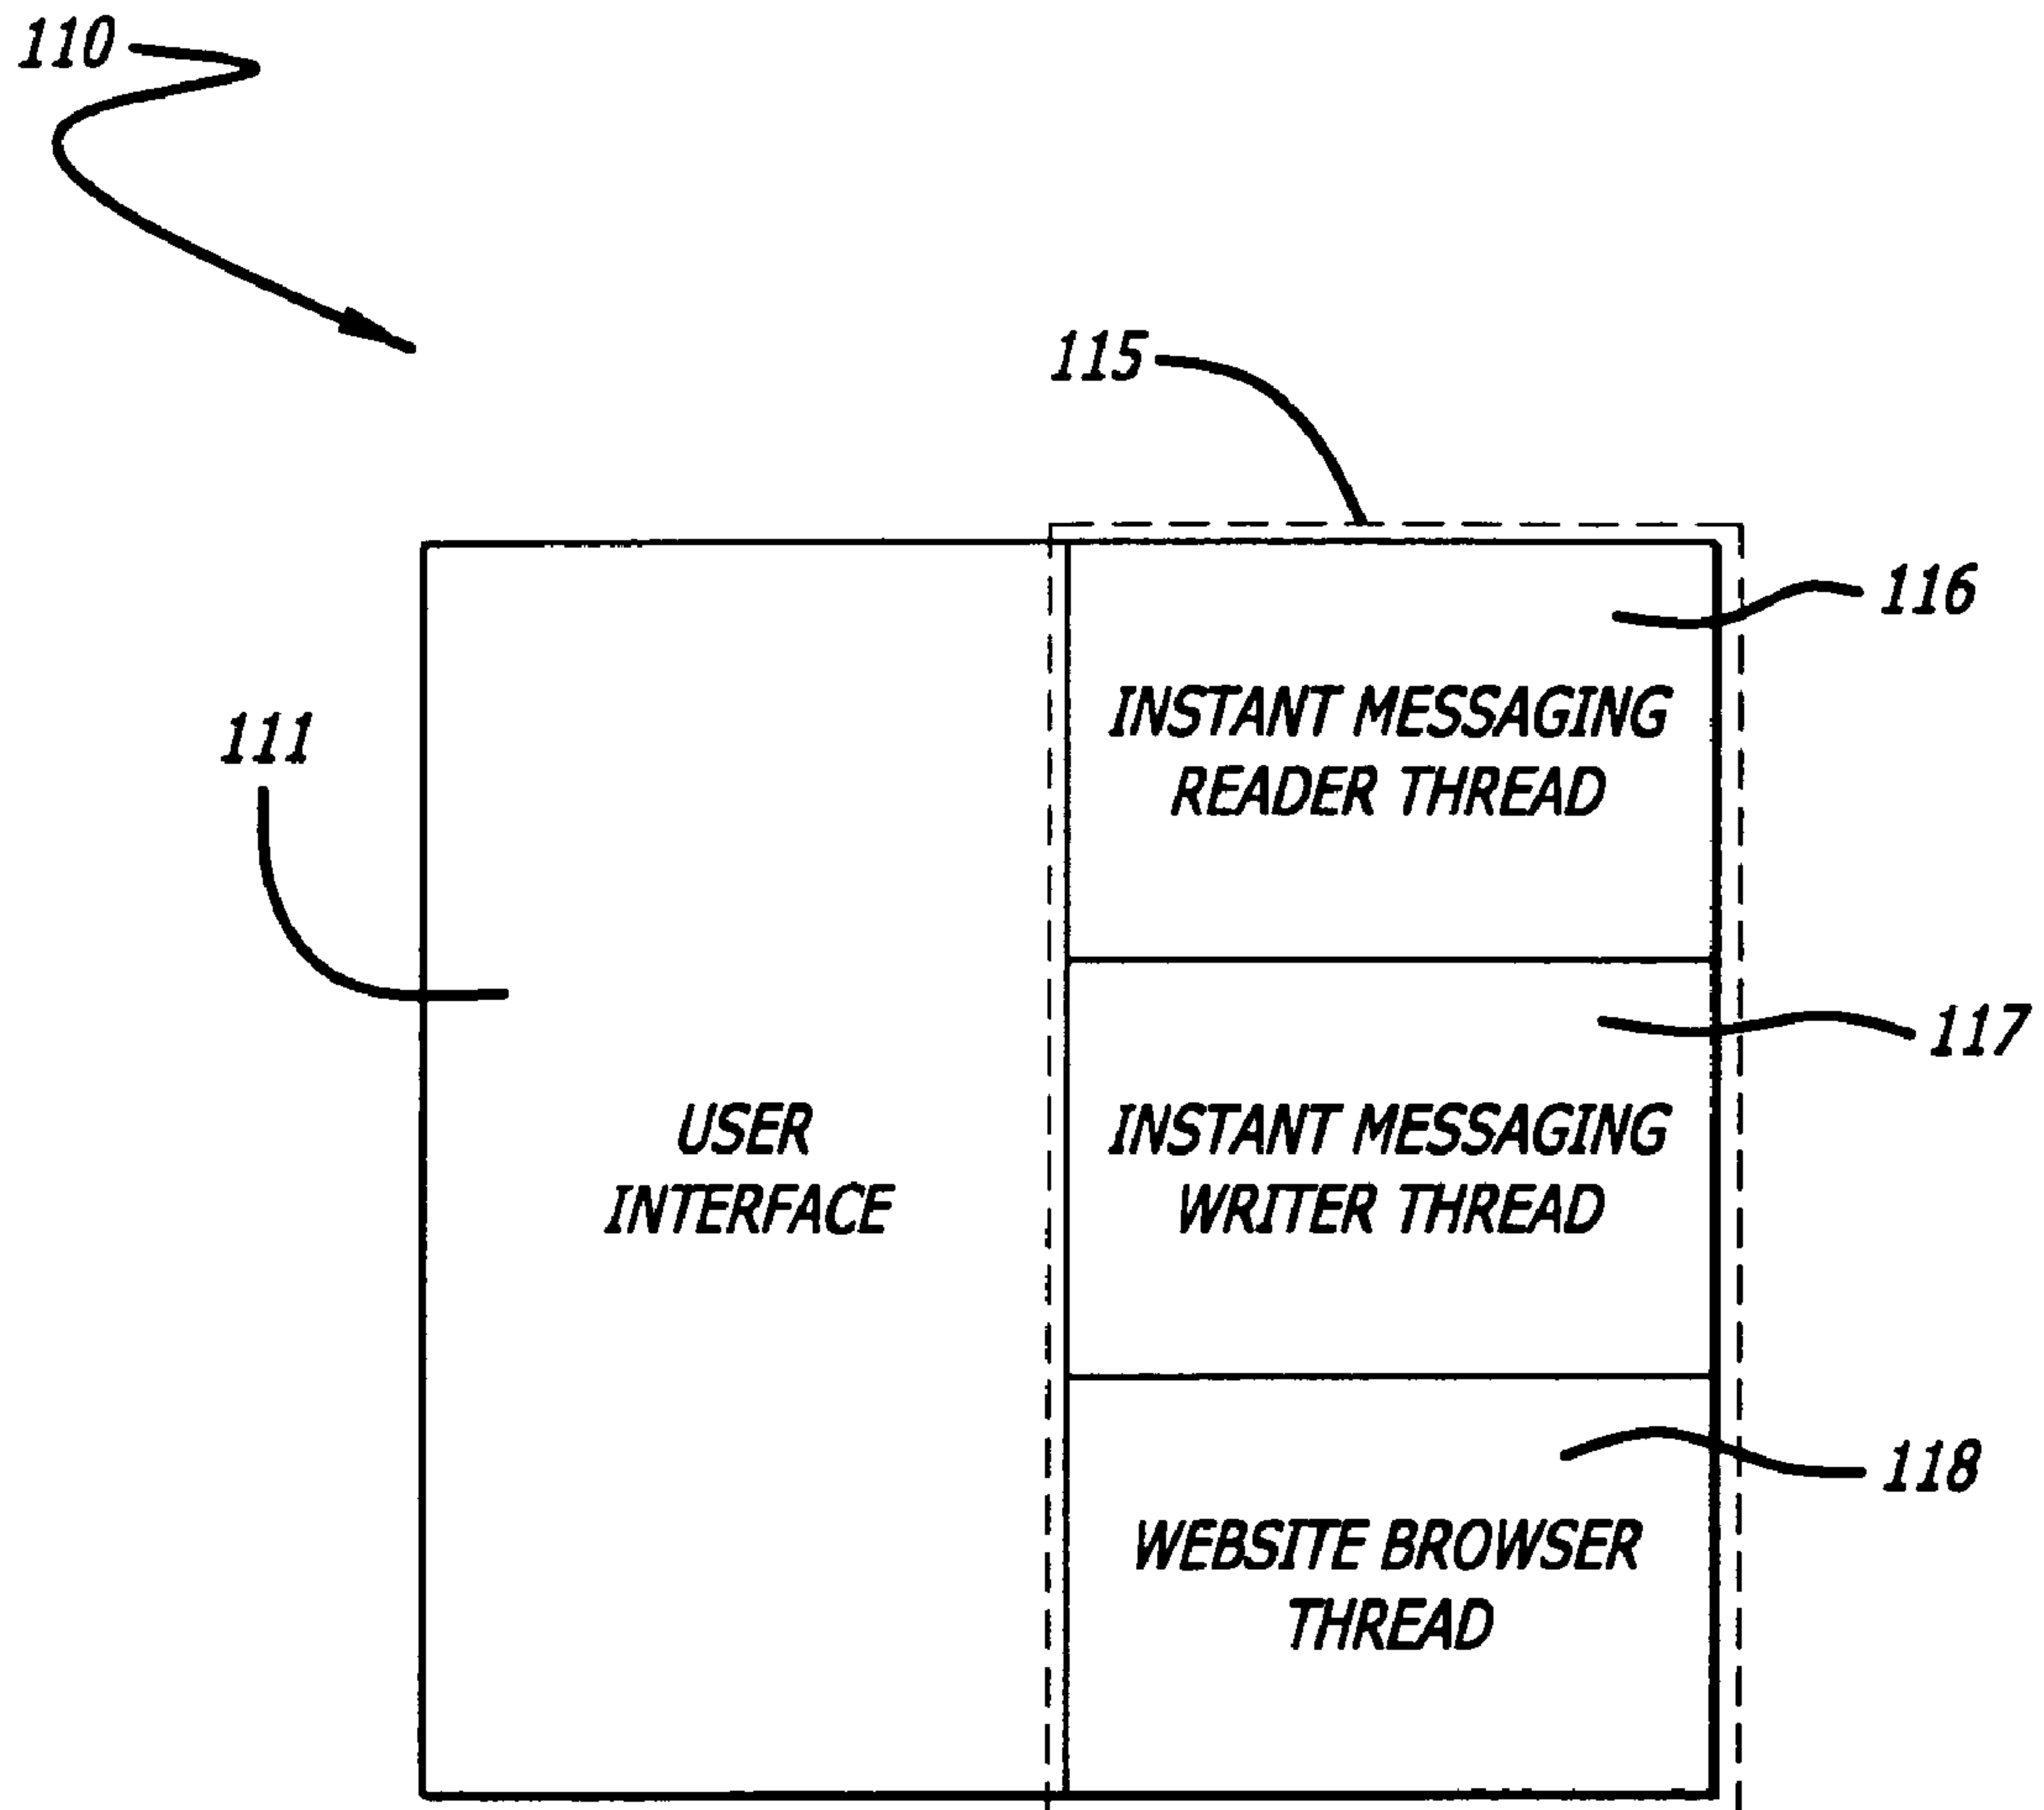 110
115
116
INSTANT MESSAGING
READER THREAD
111
117
USER
INTERFACE
INSTANT MESSAGING
WRITER THREAD
118
WEBSITE BROWSER
THREAD